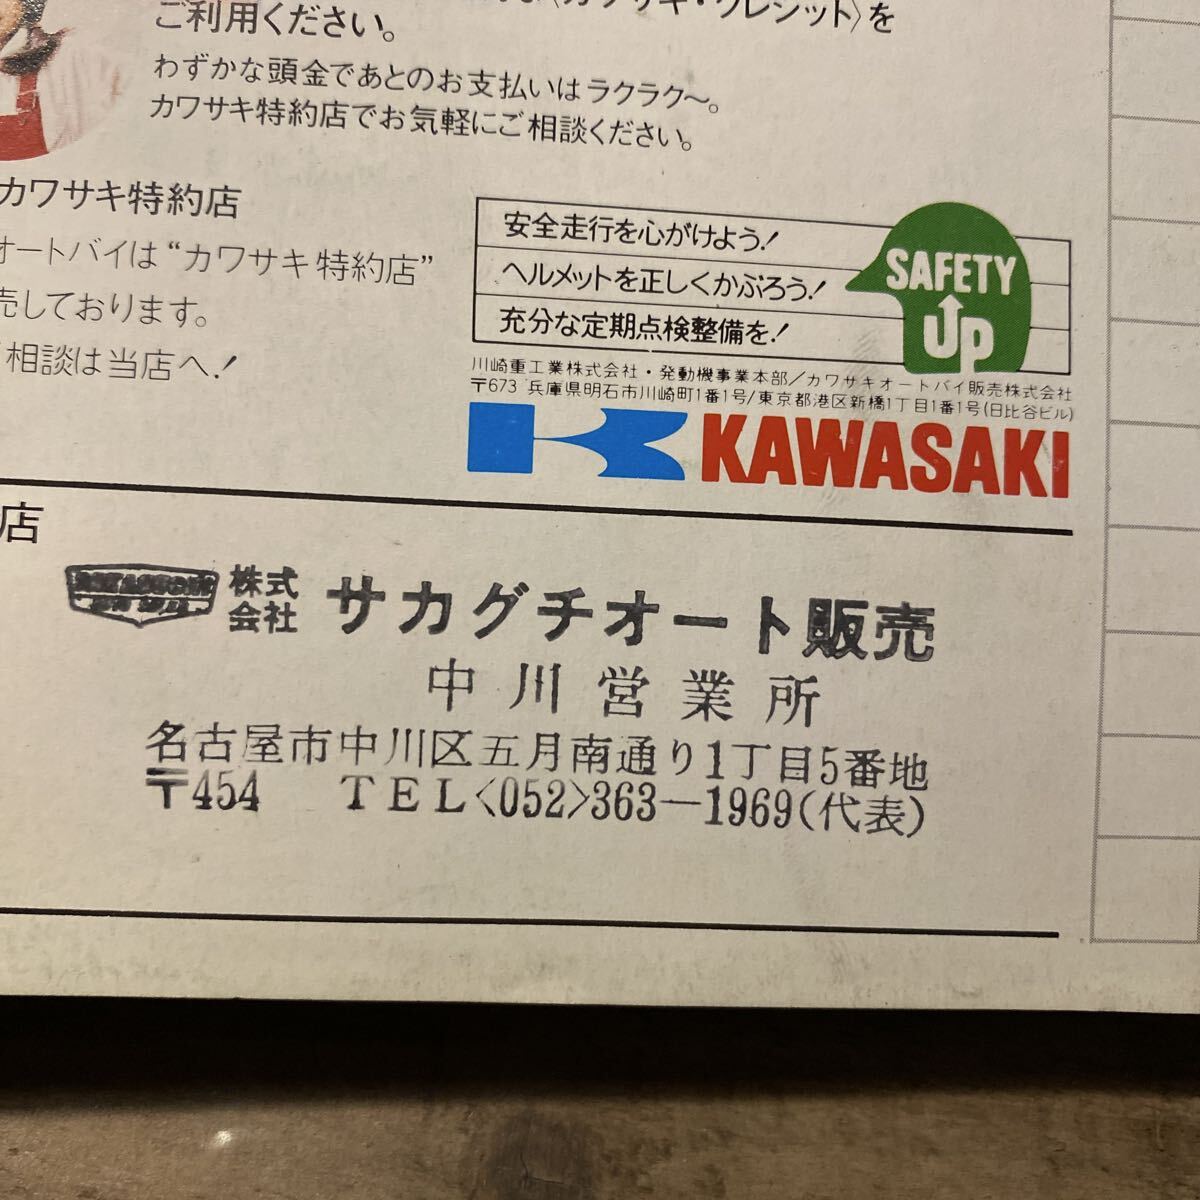 〈カワサキ・クレジット〉を
ご利用ください。
わずかな頭金であとのお支払いはラクラク〜。
カワサキ特約店でお気軽にご相談ください。
カワサキ特約店
オートバイは“カワサキ特約店”
売しております。
相談は当店へ!
安全走行を心がけよう!
ヘルメットを正しくかぶろう!
充分な定期点検整備を!
SAFETY
UP
川崎重工業株式会社・発動機事業本部/カワサキオートバイ販売株式会社
〒673 兵庫県明石市川崎町1番1号/東京都港区新橋1丁目1番1号(日比谷ビル)
KAWASAKI
店
株式会社 サカグチオート販売
中川営業所
名古屋市中川区五月南通り1丁目5番地
〒454 TEL<052>363-1969(代表)